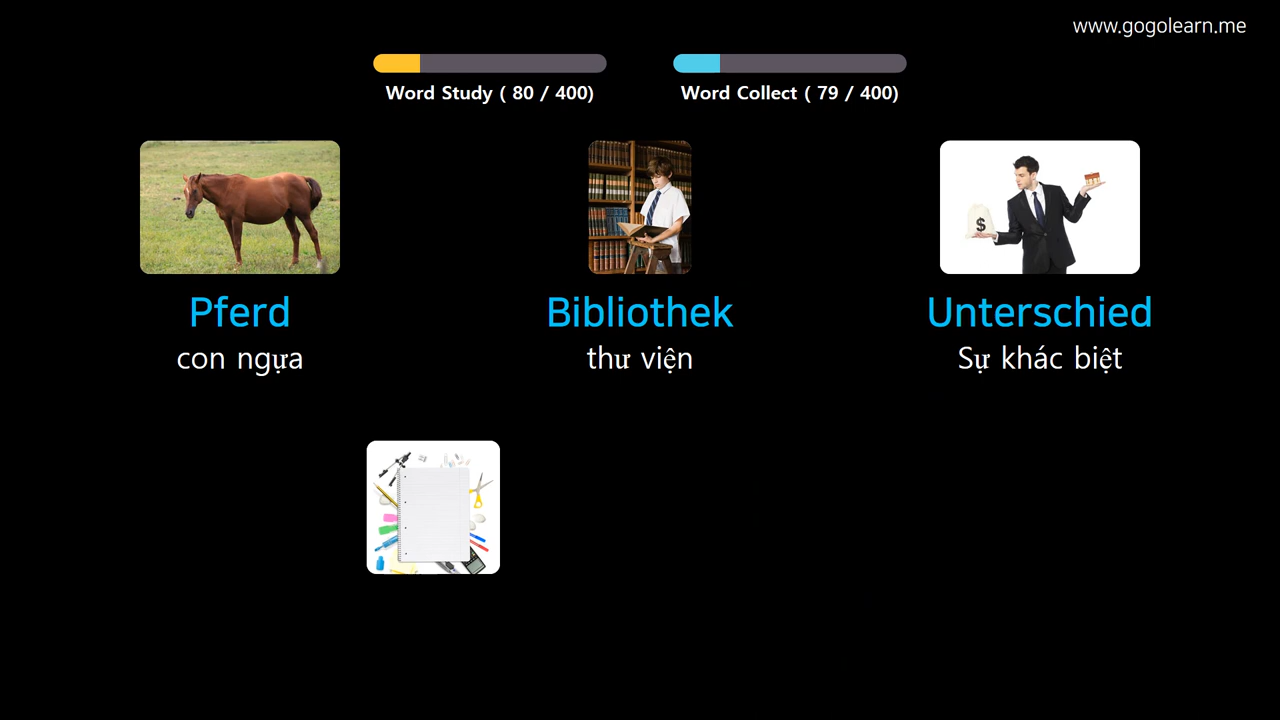 www.gogolearn.me
Word Study ( 80 / 400)
Word Collect ( 79 / 400)
$
Pferd
Bibliothek
Unterschied
con ngựa
thư viện
Sự khác biệt